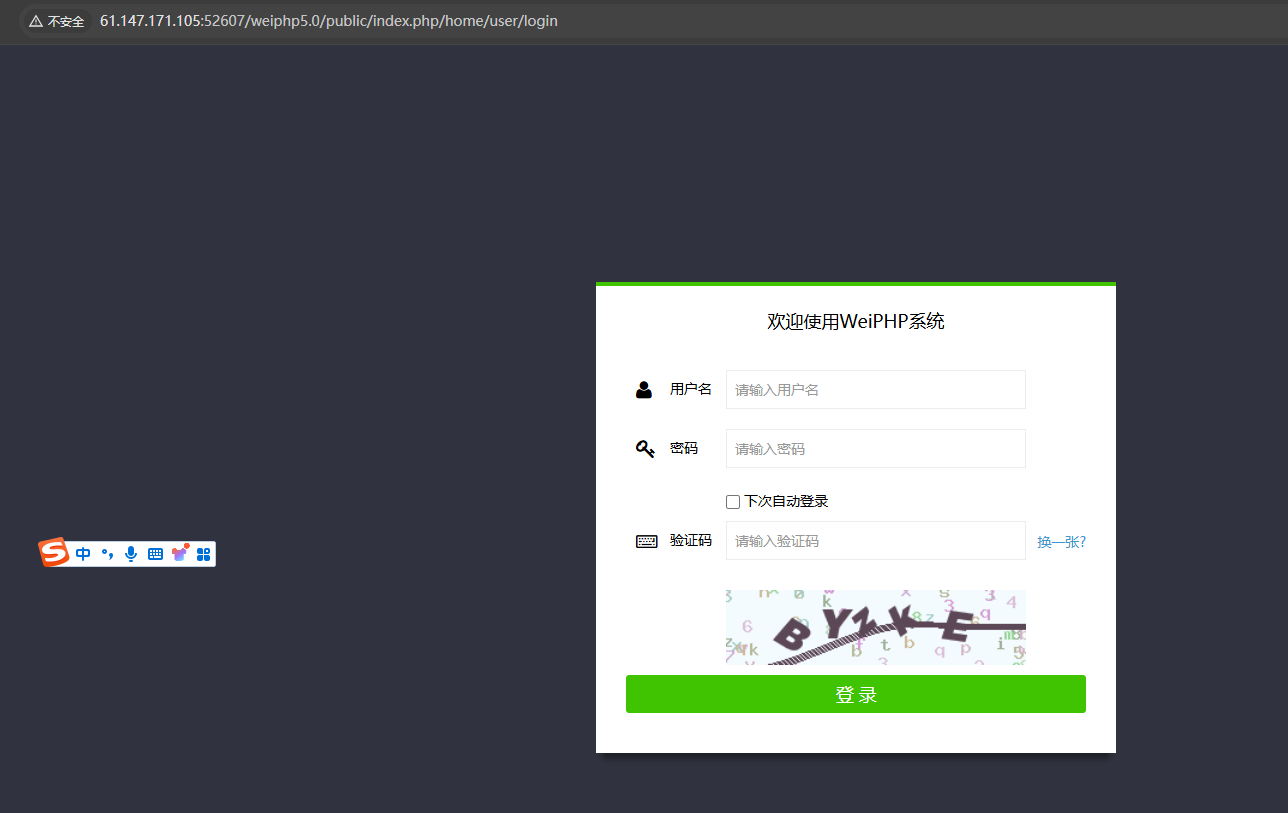 不安全 61.147.171.105:52607/weiphp5.0/public/index.php/home/user/login
欢迎使用WeiPHP系统
用户名 请输入用户名
密码 请输入密码
下次自动登录
验证码 请输入验证码 换一张?
中
BYZKE
登 录